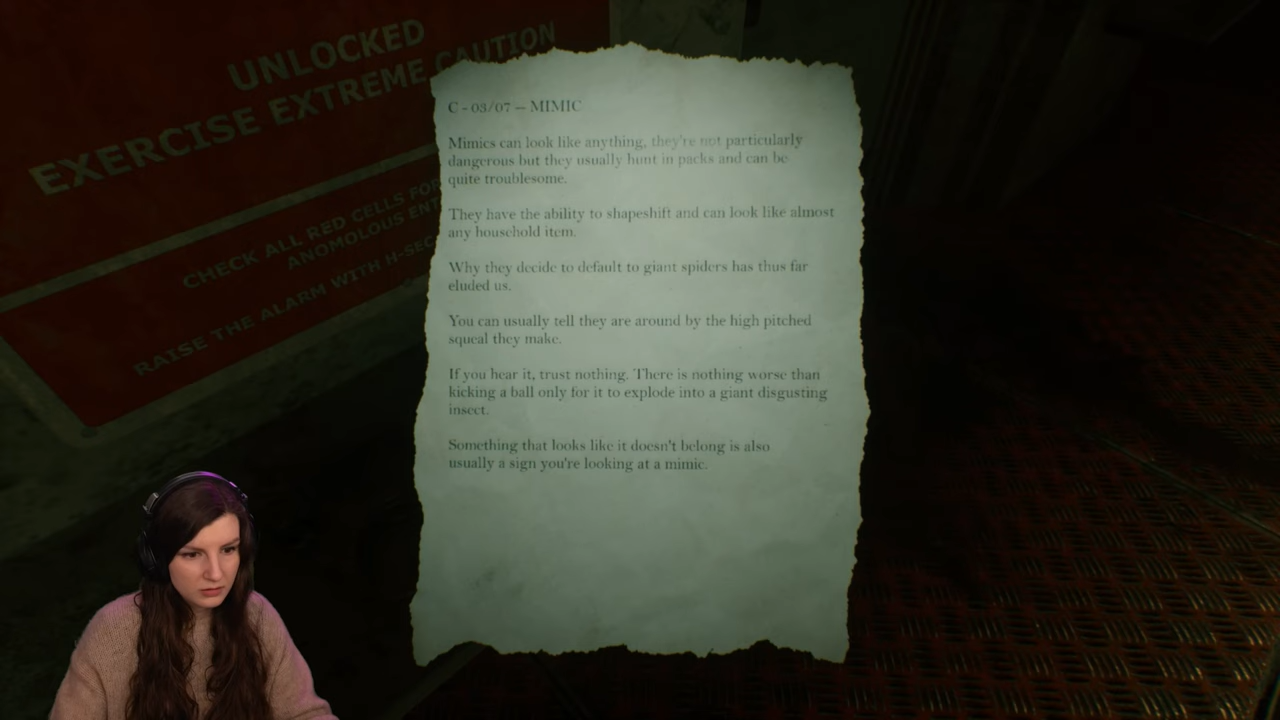 UNLOCKED
EXERCISE EXTREME CAUTION
CHECK ALL RED CELLS FOR
ANOMOLOUS ENT
RAISE THE ALARM WITH H-SEC
C - 03/07 – MIMIC
Mimics can look like anything, they're not particularly
dangerous but they usually hunt in packs and can be
quite troublesome.
They have the ability to shapeshift and can look like almost
any household item.
Why they decide to default to giant spiders has thus far
eluded us.
You can usually tell they are around by the high pitched
squeal they make.
If you hear it, trust nothing. There is nothing worse than
kicking a ball only for it to explode into a giant disgusting
insect.
Something that looks like it doesn't belong is also
usually a sign you're looking at a mimic.